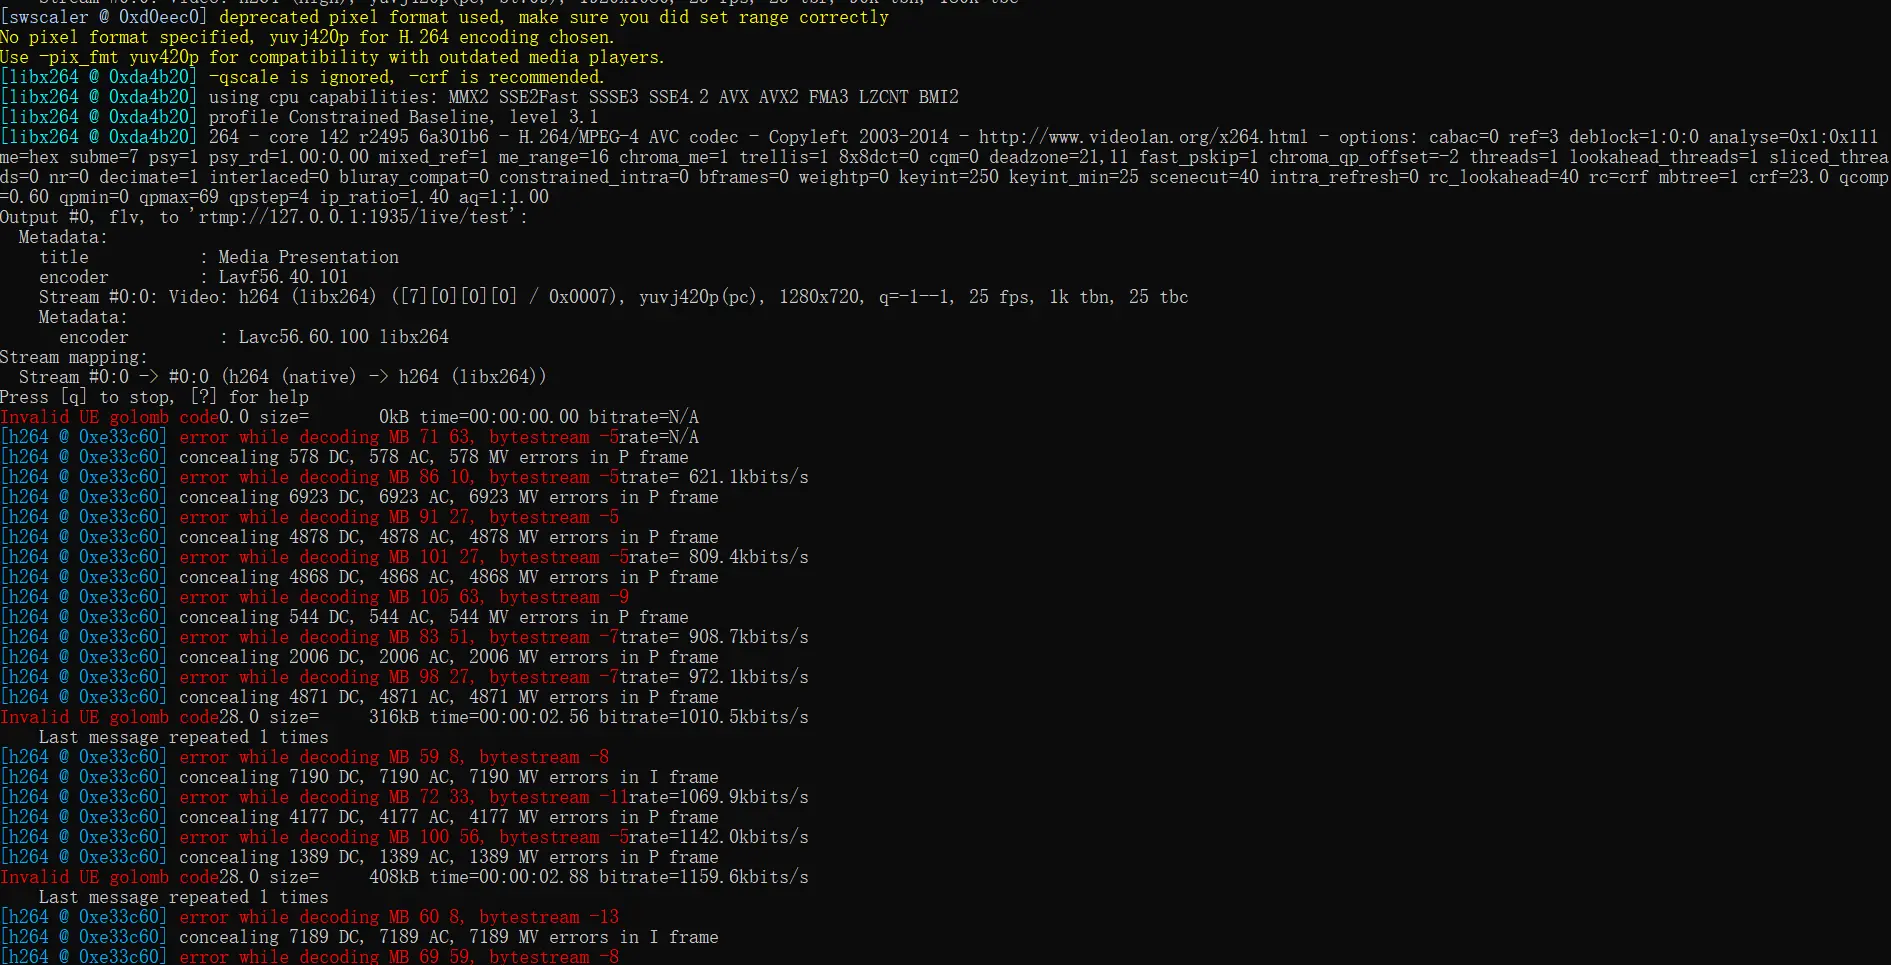 [swscaler @ 0xd0eec0] deprecated pixel format used, make sure you did set range correctly
No pixel format specified, yuvj420p for H.264 encoding chosen.
Use -pix_fmt yuv420p for compatibility with outdated media players.
[libx264 @ 0xda4b20] -qscale is ignored, -crf is recommended.
[libx264 @ 0xda4b20] using cpu capabilities: MMX2 SSE2Fast SSSE3 SSE4.2 AVX AVX2 FMA3 LZCNT BMI2
[libx264 @ 0xda4b20] profile Constrained Baseline, level 3.1
[libx264 @ 0xda4b20] 264 - core 142 r2495 6a301b6 - H.264/MPEG-4 AVC codec - Copyleft 2003-2014 - http://www.videolan.org/x264.html - options: cabac=0 ref=3 deblock=1:0:0 analyse=0x1:0x111
me=hex subme=7 psy=1 psy_rd=1.00:0.00 mixed_ref=1 me_range=16 chroma_me=1 trellis=1 8x8dct=0 cqm=0 deadzone=21,11 fast_pskip=1 chroma_qp_offset=-2 threads=1 lookahead_threads=1 sliced_threa
ds=0 nr=0 decimate=1 interlaced=0 bluray_compat=0 constrained_intra=0 bframes=0 weightp=0 keyint=250 keyint_min=25 scenecut=40 intra_refresh=0 rc_lookahead=40 rc=crf mbtree=1 crf=23.0 qcomp
=0.60 qpmin=0 qpmax=69 qpstep=4 ip_ratio=1.40 aq=1:1.00
Output #0, flv, to 'rtmp://127.0.0.1:1935/live/test':
  Metadata:
    title           : Media Presentation
    encoder         : Lavf56.40.101
    Stream #0:0: Video: h264 (libx264) ([7][0][0][0] / 0x0007), yuvj420p(pc), 1280x720, q=-1--1, 25 fps, 1k tbn, 25 tbc
    Metadata:
      encoder         : Lavc56.60.100 libx264
Stream mapping:
  Stream #0:0 -> #0:0 (h264 (native) -> h264 (libx264))
Press [q] to stop, [?] for help
Invalid UE golomb code0.0 size=       0kB time=00:00:00.00 bitrate=N/A
[h264 @ 0xe33c60] error while decoding MB 71 63, bytestream -5rate=N/A
[h264 @ 0xe33c60] concealing 578 DC, 578 AC, 578 MV errors in P frame
[h264 @ 0xe33c60] error while decoding MB 86 10, bytestream -5trate= 621.1kbits/s
[h264 @ 0xe33c60] concealing 6923 DC, 6923 AC, 6923 MV errors in P frame
[h264 @ 0xe33c60] error while decoding MB 91 27, bytestream -5
[h264 @ 0xe33c60] concealing 4878 DC, 4878 AC, 4878 MV errors in P frame
[h264 @ 0xe33c60] error while decoding MB 101 27, bytestream -5rate= 809.4kbits/s
[h264 @ 0xe33c60] concealing 4868 DC, 4868 AC, 4868 MV errors in P frame
[h264 @ 0xe33c60] error while decoding MB 105 63, bytestream -9
[h264 @ 0xe33c60] concealing 544 DC, 544 AC, 544 MV errors in P frame
[h264 @ 0xe33c60] error while decoding MB 83 51, bytestream -7trate= 908.7kbits/s
[h264 @ 0xe33c60] concealing 2006 DC, 2006 AC, 2006 MV errors in P frame
[h264 @ 0xe33c60] error while decoding MB 98 27, bytestream -7trate= 972.1kbits/s
[h264 @ 0xe33c60] concealing 4871 DC, 4871 AC, 4871 MV errors in P frame
Invalid UE golomb code28.0 size=     316kB time=00:00:02.56 bitrate=1010.5kbits/s
    Last message repeated 1 times
[h264 @ 0xe33c60] error while decoding MB 59 8, bytestream -8
[h264 @ 0xe33c60] concealing 7190 DC, 7190 AC, 7190 MV errors in I frame
[h264 @ 0xe33c60] error while decoding MB 72 33, bytestream -11rate=1069.9kbits/s
[h264 @ 0xe33c60] concealing 4177 DC, 4177 AC, 4177 MV errors in P frame
[h264 @ 0xe33c60] error while decoding MB 100 56, bytestream -5rate=1142.0kbits/s
[h264 @ 0xe33c60] concealing 1389 DC, 1389 AC, 1389 MV errors in P frame
Invalid UE golomb code28.0 size=     408kB time=00:00:02.88 bitrate=1159.6kbits/s
    Last message repeated 1 times
[h264 @ 0xe33c60] error while decoding MB 60 8, bytestream -13
[h264 @ 0xe33c60] concealing 7189 DC, 7189 AC, 7189 MV errors in I frame
[h264 @ 0xe33c60] error while decoding MB 69 59, bytestream -8